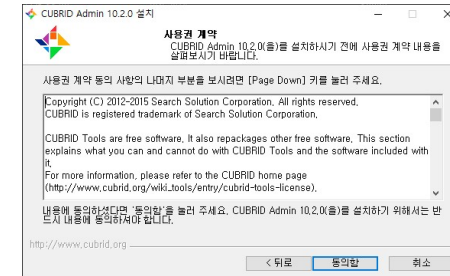 CUBRID Admin 10.2.0 설치
사용권 계약
CUBRID Admin 10.2.0(을)를 설치하시기 전에 사용권 계약 내용을
살펴보시기 바랍니다.
사용권 계약 동의 사항의 나머지 부분을 보시려면 [Page Down] 키를 눌러 주세요.
Copyright (C) 2012-2015 Search Solution Corporation. All rights reserved.
CUBRID is registered trademark of Search Solution Corporation.
CUBRID Tools are free software. It also repackages other free software. This section
explains what you can and cannot do with CUBRID Tools and the software included with
it.
For more information, please refer to the CUBRID home page
(http://www.cubrid.org/wiki_tools/entry/cubrid-tools-license).
내용에 동의하셨다면 '동의함'을 눌러 주세요. CUBRID Admin 10.2.0(을)를 설치하기 위해서는 반
드시 내용에 동의하셔야 합니다.
http://www.cubrid.org
< 뒤로 동의함 취소